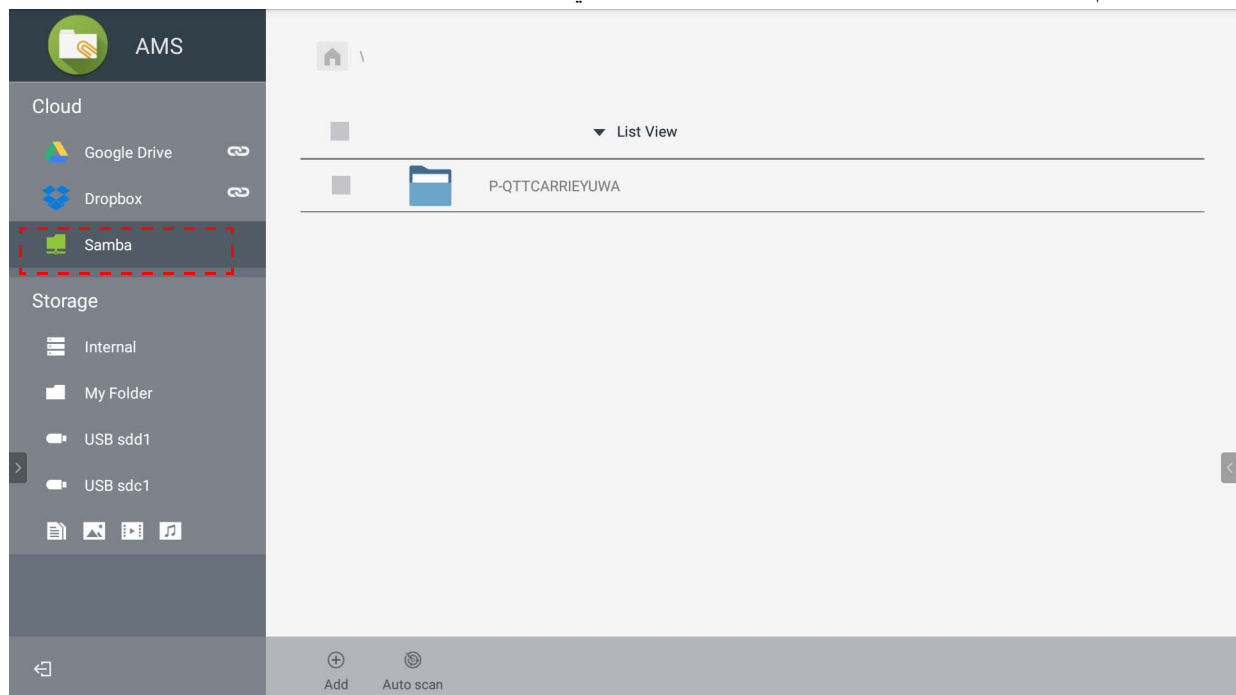 AMS
\
Cloud
List View
Google Drive
Dropbox
P-QTTCARRIEYUWA
Samba
Storage
Internal
My Folder
USB sdd1
USB sdc1
Add Auto scan